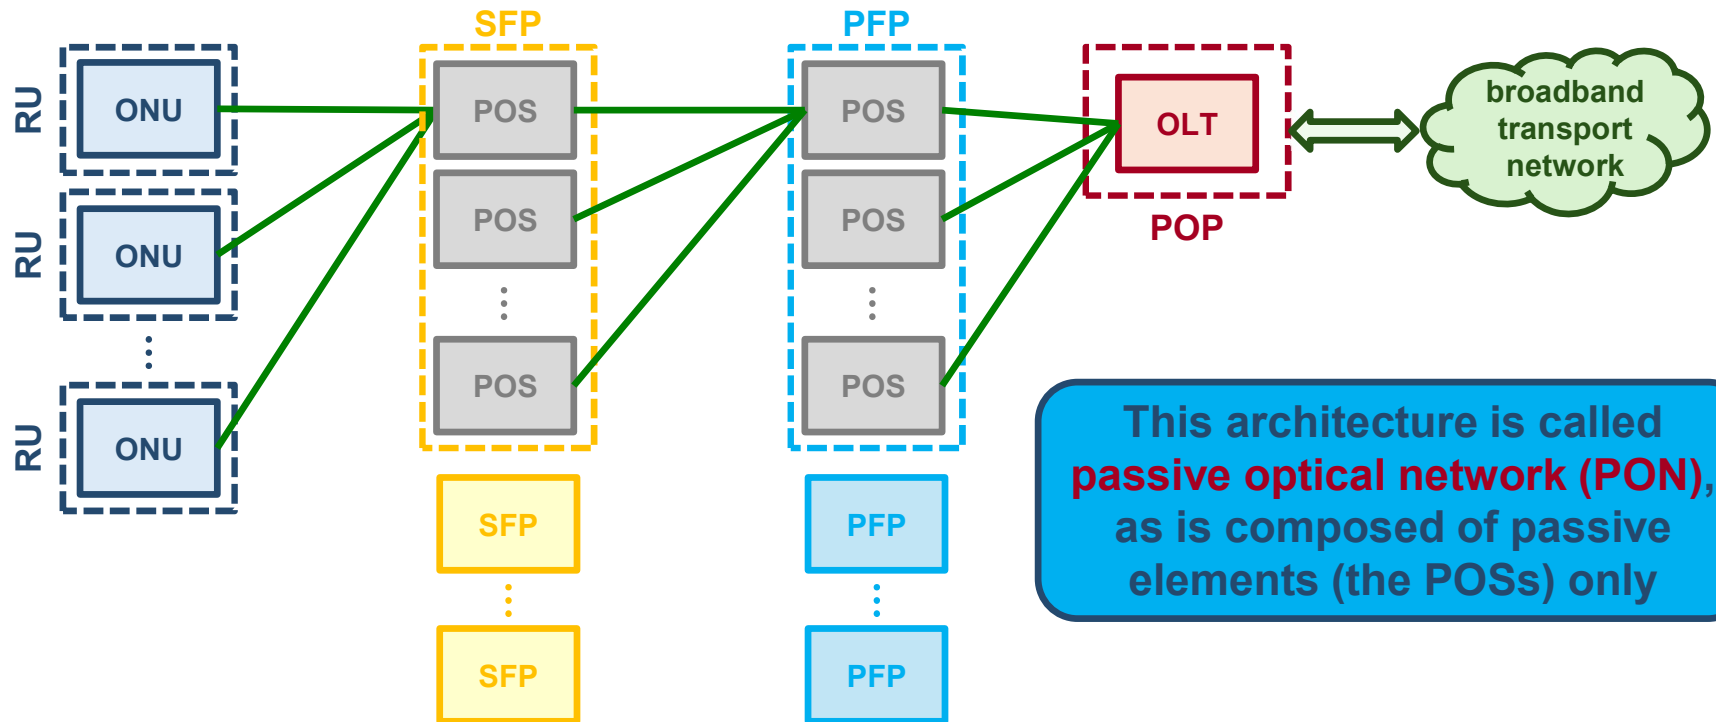 SFP
PFP
RU
ONU
POS
POS
OLT
broadband
transport
network
RU
ONU
POS
POS
POP
RU
ONU
POS
POS
SFP
PFP
SFP
PFP
This architecture is called
passive optical network (PON),
as is composed of passive
elements (the POSs) only